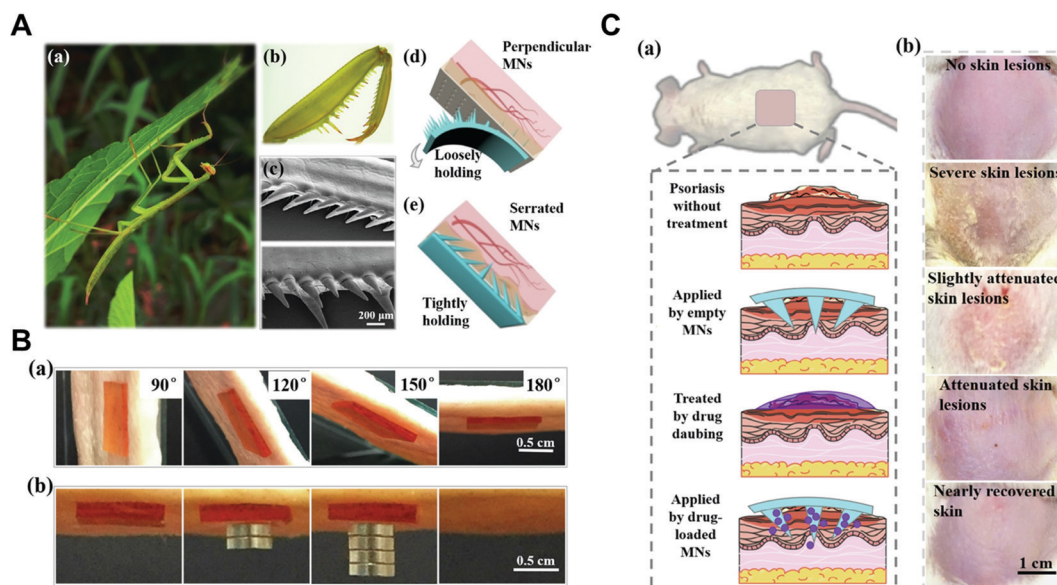 A
(a)
(b)
(c)
200 μm
(d)
Perpendicular
MNs
Loosely
holding
(e)
Serrated
MNs
Tightly
holding
B
(a)
90°
120°
150°
180°
0.5 cm
(b)
0.5 cm
C
(a)
Psoriasis
without
treatment
Applied
by empty
MNs
Treated
by drug
daubing
Applied
by drug-
loaded
MNs
(b)
No skin lesions
Severe skin lesions
Slightly attenuated
skin lesions
Attenuated skin
lesions
Nearly recovered
skin
1 cm